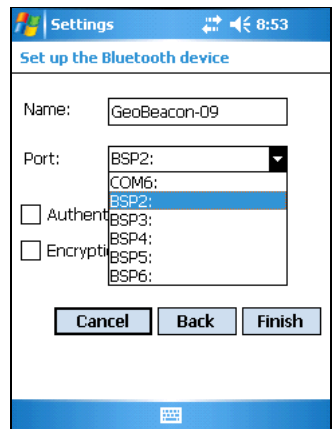 Settings 8:53
Set up the Bluetooth device
Name: GeoBeacon-09
Port: BSP2:
COM6:
BSP2:
Authent BSP3:
BSP4:
Encrypti BSP5:
BSP6:
Cancel Back Finish